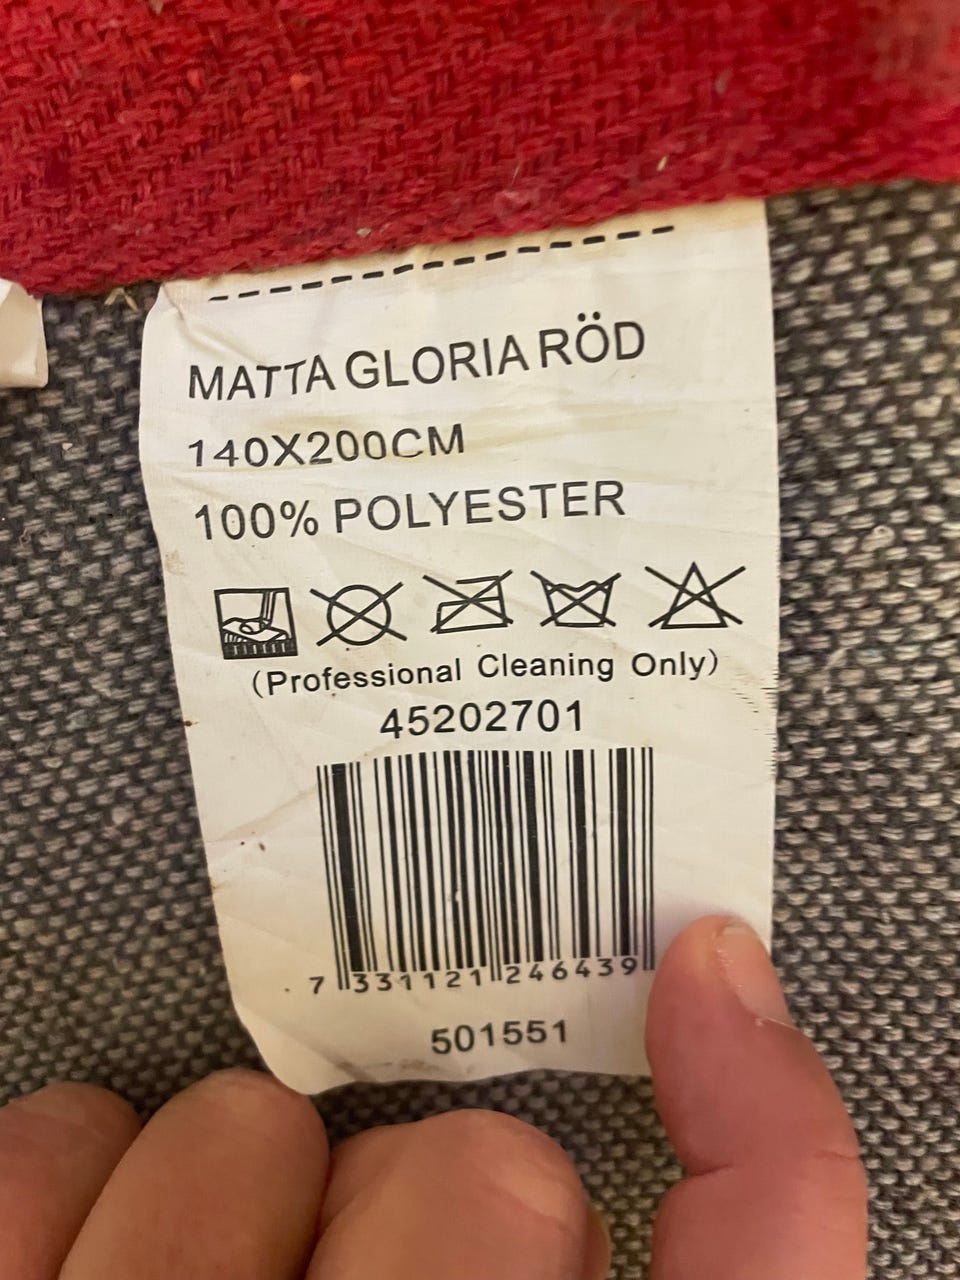 MATTA GLORIA RÖD
140X200CM
100% POLYESTER
(Professional Cleaning Only)
45202701
7 331121 246439
501551